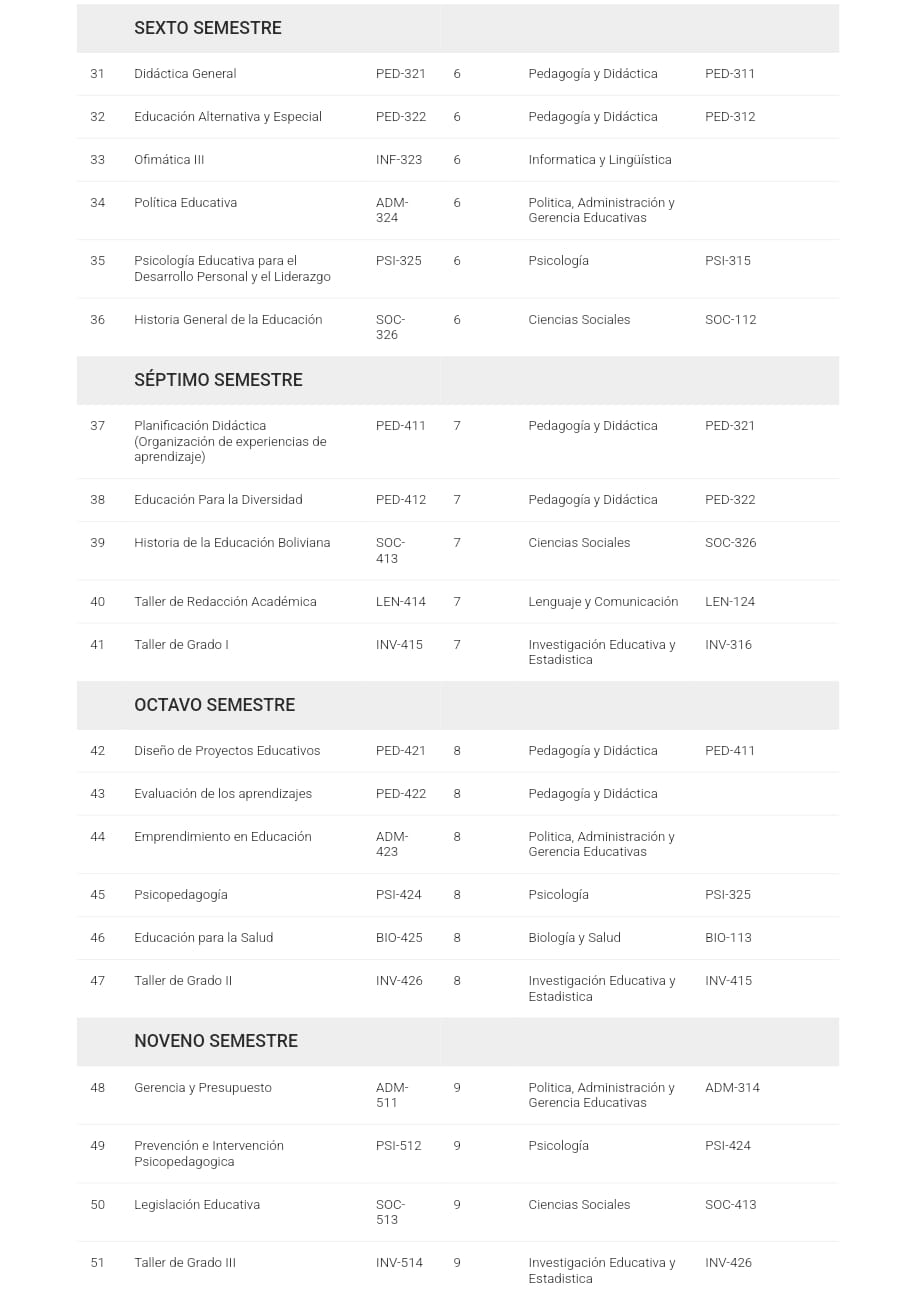 SEXTO SEMESTRE
31 Didáctica General PED-321 6 Pedagogía y Didáctica PED-311
32 Educación Alternativa y Especial PED-322 6 Pedagogía y Didáctica PED-312
33 Ofimática III INF-323 6 Informatica y Lingüística
34 Política Educativa ADM- 6 Politica, Administración y
324 Gerencia Educativas
35 Psicología Educativa para el PSI-325 6 Psicología PSI-315
Desarrollo Personal y el Liderazgo
36 Historia General de la Educación SOC- 6 Ciencias Sociales SOC-112
326
SÉPTIMO SEMESTRE
37 Planificación Didáctica PED-411 7 Pedagogía y Didáctica PED-321
(Organización de experiencias de
aprendizaje)
38 Educación Para la Diversidad PED-412 7 Pedagogía y Didáctica PED-322
39 Historia de la Educación Boliviana SOC- 7 Ciencias Sociales SOC-326
413
40 Taller de Redacción Académica LEN-414 7 Lenguaje y Comunicación LEN-124
41 Taller de Grado I INV-415 7 Investigación Educativa y INV-316
Estadistica
OCTAVO SEMESTRE
42 Diseño de Proyectos Educativos PED-421 8 Pedagogía y Didáctica PED-411
43 Evaluación de los aprendizajes PED-422 8 Pedagogía y Didáctica
44 Emprendimiento en Educación ADM- 8 Politica, Administración y
423 Gerencia Educativas
45 Psicopedagogía PSI-424 8 Psicología PSI-325
46 Educación para la Salud BIO-425 8 Biología y Salud BIO-113
47 Taller de Grado II INV-426 8 Investigación Educativa y INV-415
Estadistica
NOVENO SEMESTRE
48 Gerencia y Presupuesto ADM- 9 Politica, Administración y ADM-314
511 Gerencia Educativas
49 Prevención e Intervención PSI-512 9 Psicología PSI-424
Psicopedagogica
50 Legislación Educativa SOC- 9 Ciencias Sociales SOC-413
513
51 Taller de Grado III INV-514 9 Investigación Educativa y INV-426
Estadistica